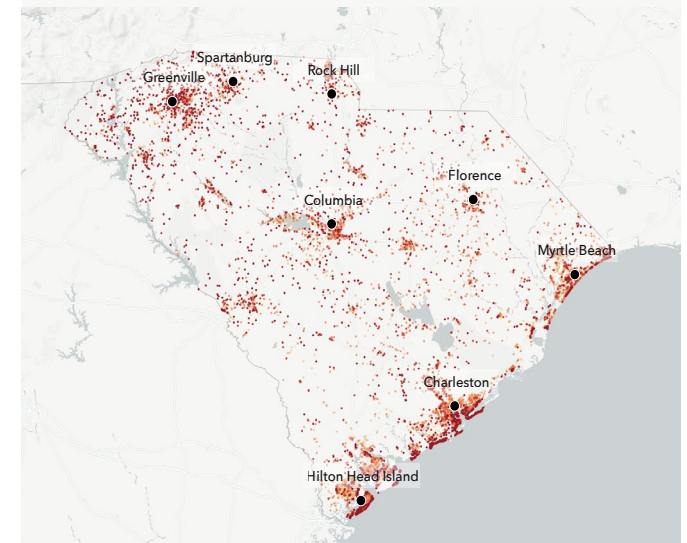 Spartanburg
Greenville
Rock Hill
Florence
Columbia
Myrtle Beach
Charleston
Hilton Head Island